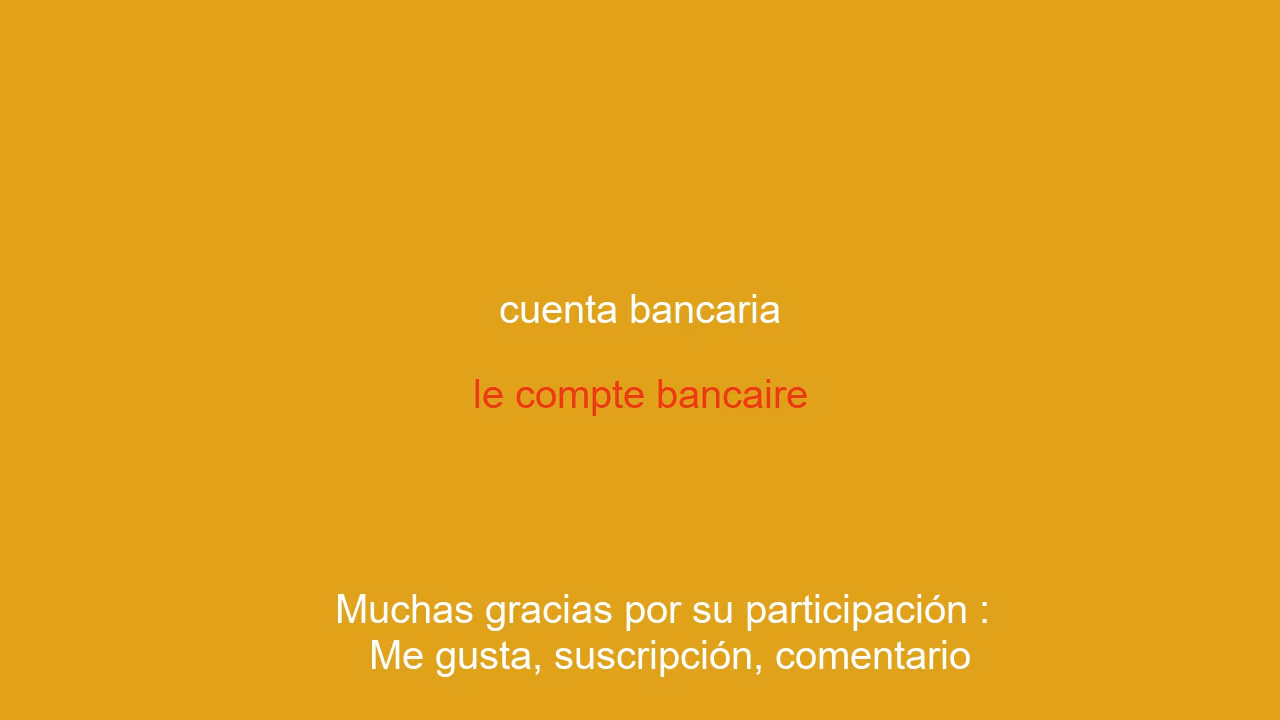 cuenta bancaria
le compte bancaire
Muchas gracias por su participación :
Me gusta, suscripción, comentario